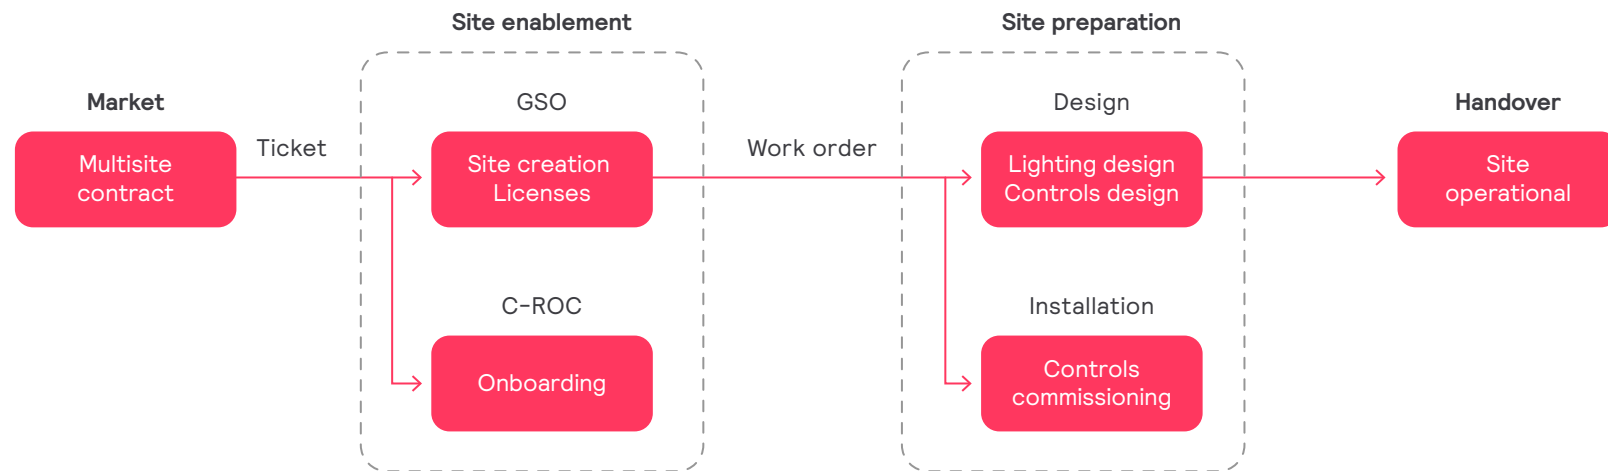 Site enablement
Site preparation
Market
GSO
Design
Handover
Multisite
contract
Ticket
Site creation
Licenses
Work order
Lighting design
Controls design
Site
operational
C-ROC
Installation
Onboarding
Controls
commissioning